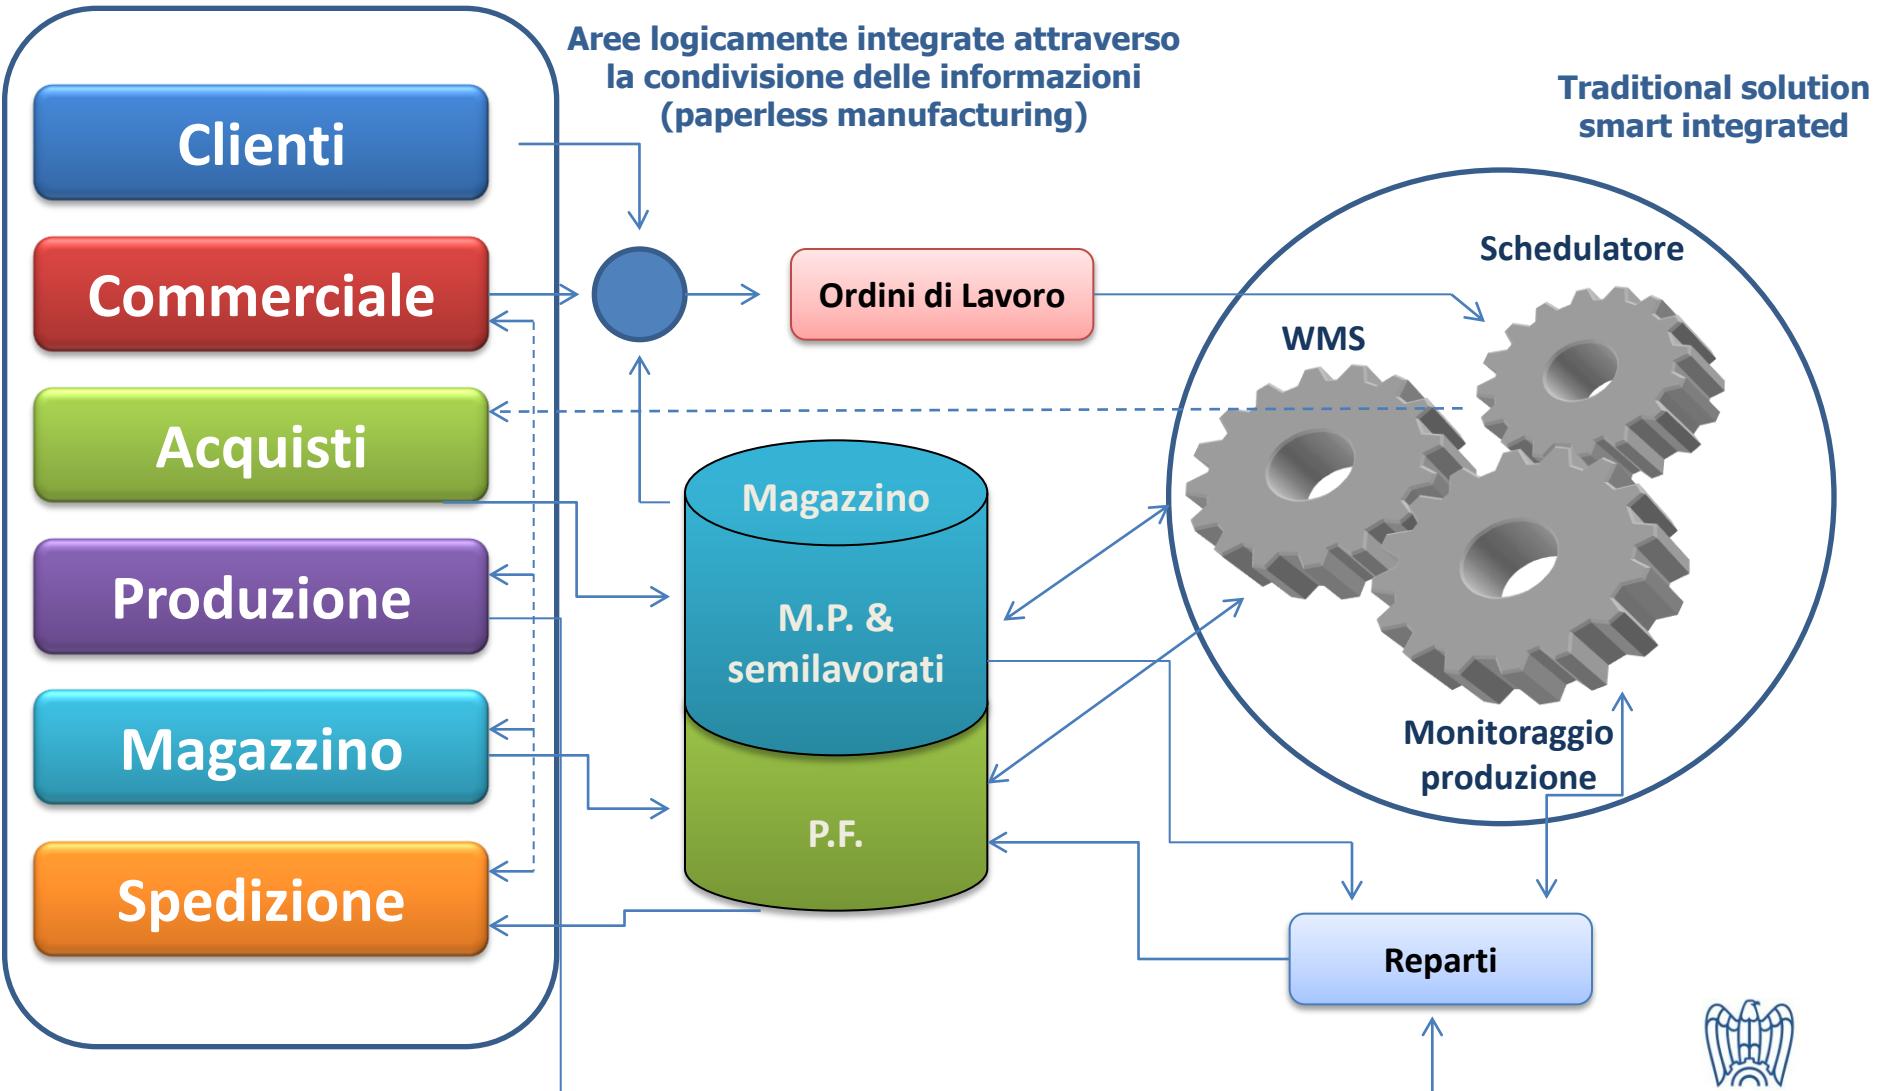 Aree logicamente integrate attraverso
la condivisione delle informazioni
(paperless manufacturing)
Traditional solution
smart integrated
Clienti
Commerciale
Acquisti
Produzione
Magazzino
Spedizione
Ordini di Lavoro
Magazzino
M.P. &
semilavorati
P.F.
Schedulatore
WMS
Monitoraggio
produzione
Reparti